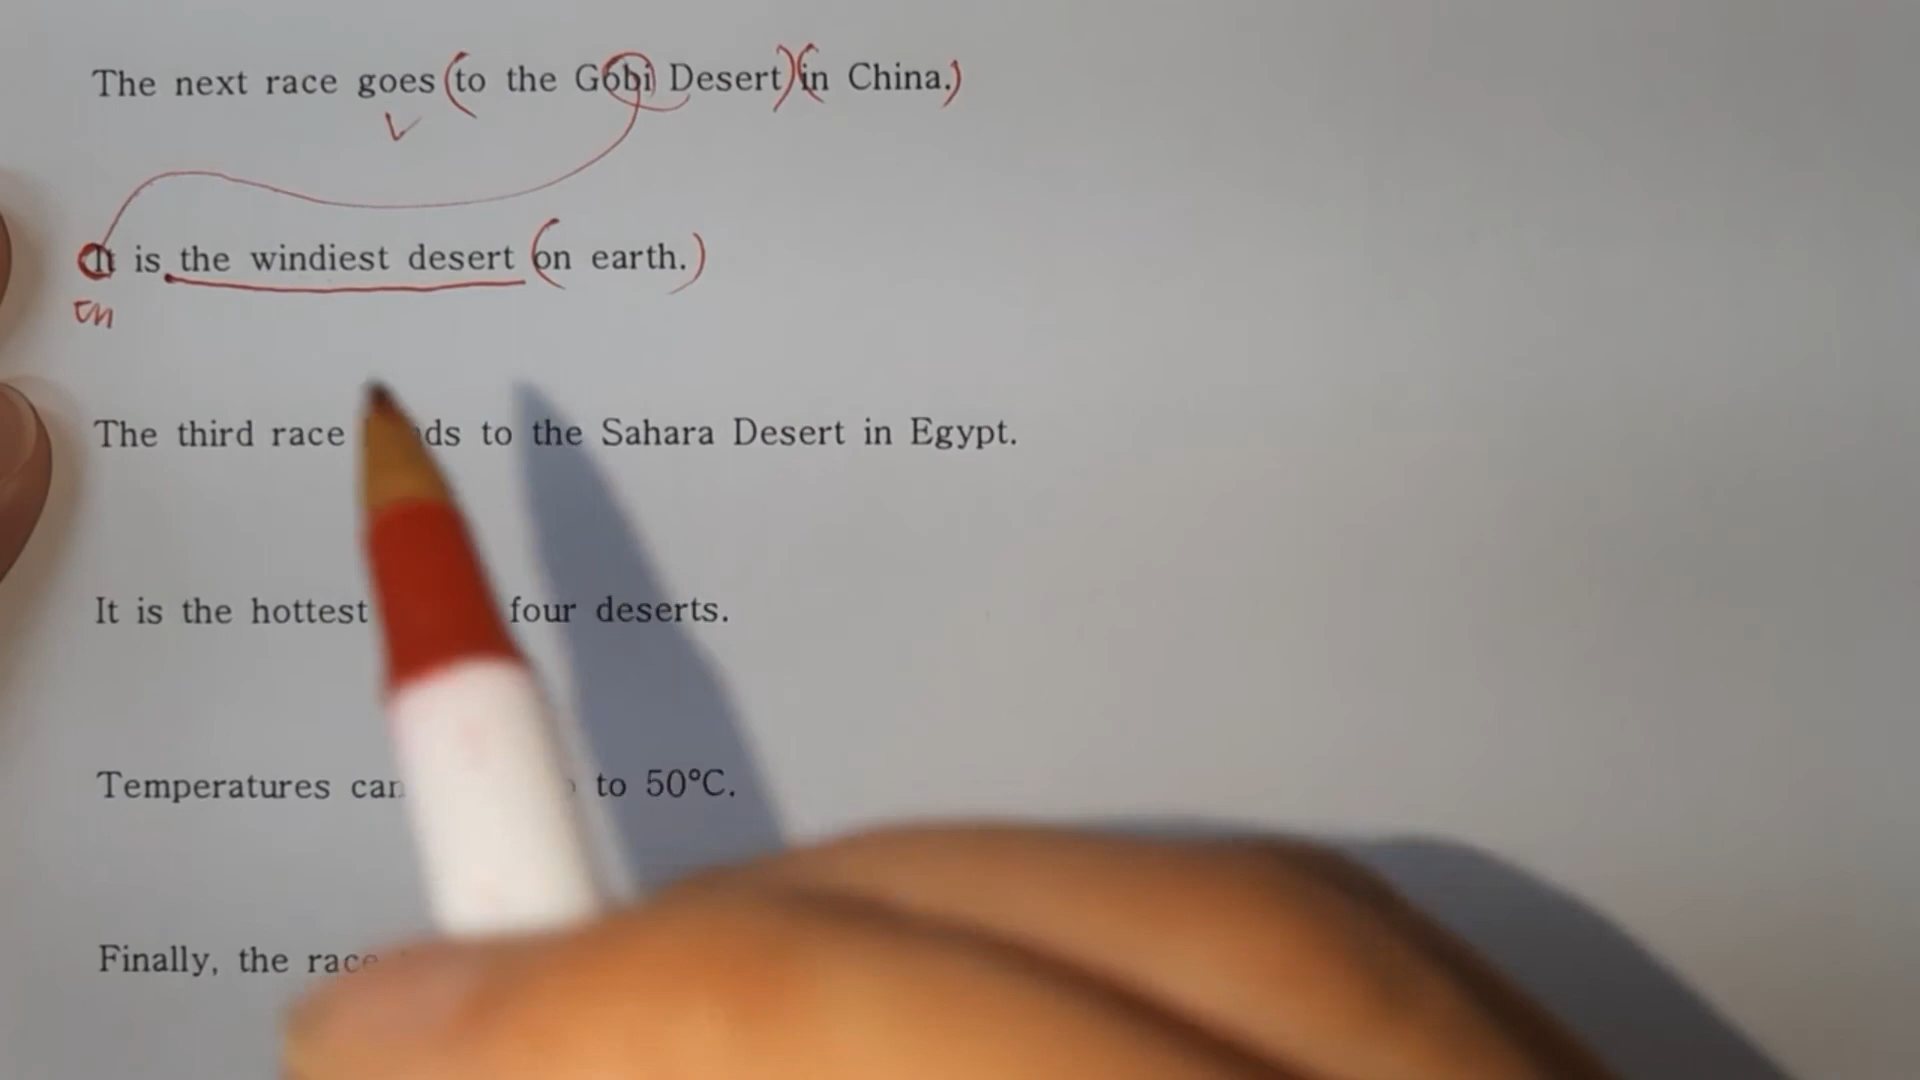 The next race goes to the Gobi Desert in China.
It is the windiest desert on earth.
The third race to the Sahara Desert in Egypt.
It is the hottest four deserts.
Temperatures can to 50°C.
Finally, the race